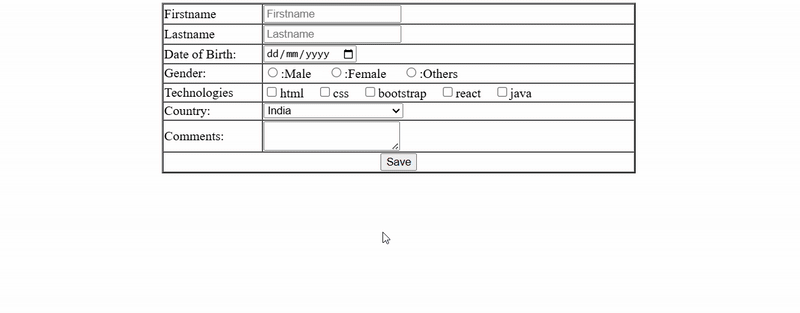 Firstname Firstname
Lastname Lastname
Date of Birth: dd/mm/yyyy
Gender: :Male :Female :Others
Technologies html css bootstrap react java
Country: India
Comments:
Save